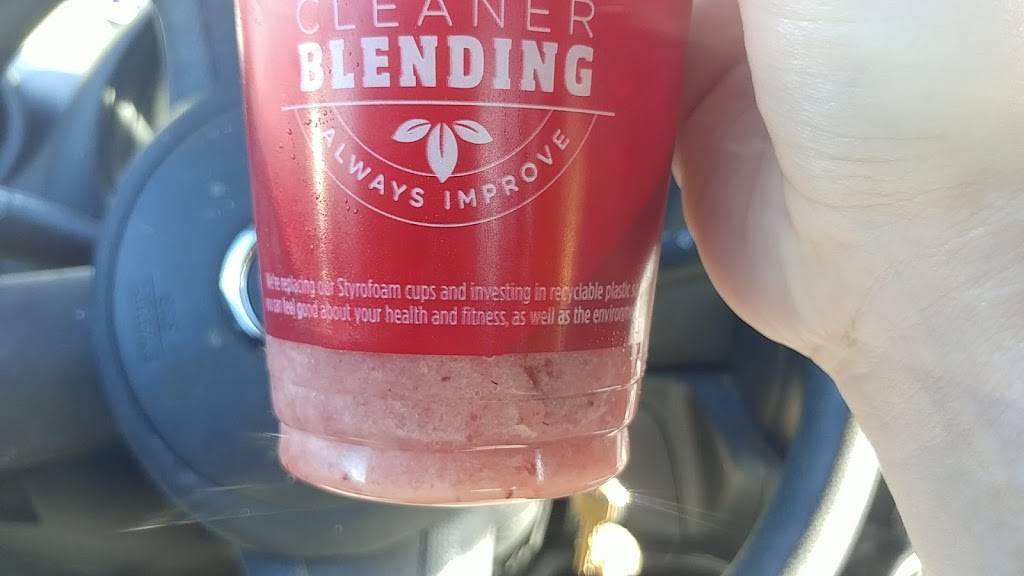 CLEANER
BLENDING
ALWAYS IMPROVE
We're replacing our Styrofoam cups and investing in recyclable plastic
you can feel good about your health and fitness, as well as the